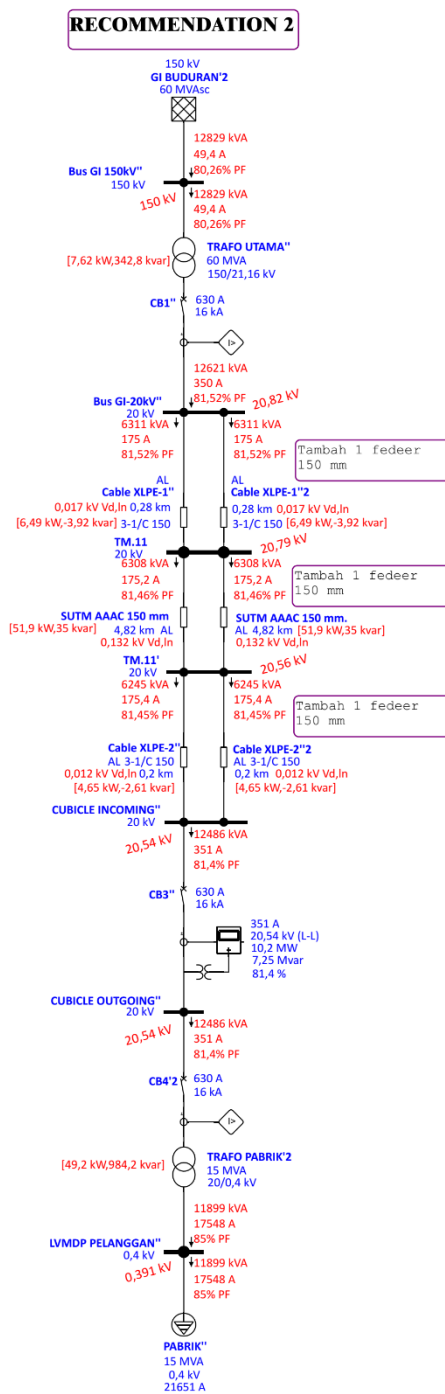 RECOMMENDATION 2
150 kV
GI BUDURAN'2
60 MVAsc
12829 kVA
49,4 A
80,26% PF
Bus GI 150kV"
150 kV
150 kV
12829 kVA
49,4 A
80,26% PF
TRAFO UTAMA"
60 MVA
150/21,16 kV
[7,62 kW,342,8 kvar]
CB1"
630 A
16 kA
I>
12621 kVA
350 A
81,52% PF
Bus GI-20kV"
20 kV
20,82 kV
6311 kVA
175 A
81,52% PF
6311 kVA
175 A
81,52% PF
Tambah 1 fedeer
150 mm
AL
Cable XLPE-1"
0,017 kV Vd,ln 0,28 km
[6,49 kW,-3,92 kvar] 3-1/C 150
AL
Cable XLPE-1"2
0,28 km 0,017 kV Vd,ln
3-1/C 150 [6,49 kW,-3,92 kvar]
TM.11
20 kV
20,79 kV
6308 kVA
175,2 A
81,46% PF
6308 kVA
175,2 A
81,46% PF
Tambah 1 fedeer
150 mm
SUTM AAAC 150 mm
[51,9 kW,35 kvar] 4,82 km AL
0,132 kV Vd,ln
SUTM AAAC 150 mm.
AL 4,82 km [51,9 kW,35 kvar]
0,132 kV Vd,ln
TM.11'
20 kV
20,56 kV
6245 kVA
175,4 A
81,45% PF
6245 kVA
175,4 A
81,45% PF
Tambah 1 fedeer
150 mm
Cable XLPE-2"
AL 3-1/C 150
0,012 kV Vd,ln 0,2 km
[4,65 kW,-2,61 kvar]
Cable XLPE-2"2
AL 3-1/C 150
0,2 km 0,012 kV Vd,ln
[4,65 kW,-2,61 kvar]
CUBICLE INCOMING"
20 kV
20,54 kV
12486 kVA
351 A
81,4% PF
CB3"
630 A
16 kA
351 A
20,54 kV (L-L)
10,2 MW
7,25 Mvar
81,4 %
CUBICLE OUTGOING"
20 kV
20,54 kV
12486 kVA
351 A
81,4% PF
CB4'2
630 A
16 kA
I>
TRAFO PABRIK'2
15 MVA
20/0,4 kV
[49,2 kW,984,2 kvar]
11899 kVA
17548 A
85% PF
LVMDP PELANGGAN"
0,4 kV
0,391 kV
11899 kVA
17548 A
85% PF
PABRIK"
15 MVA
0,4 kV
21651 A